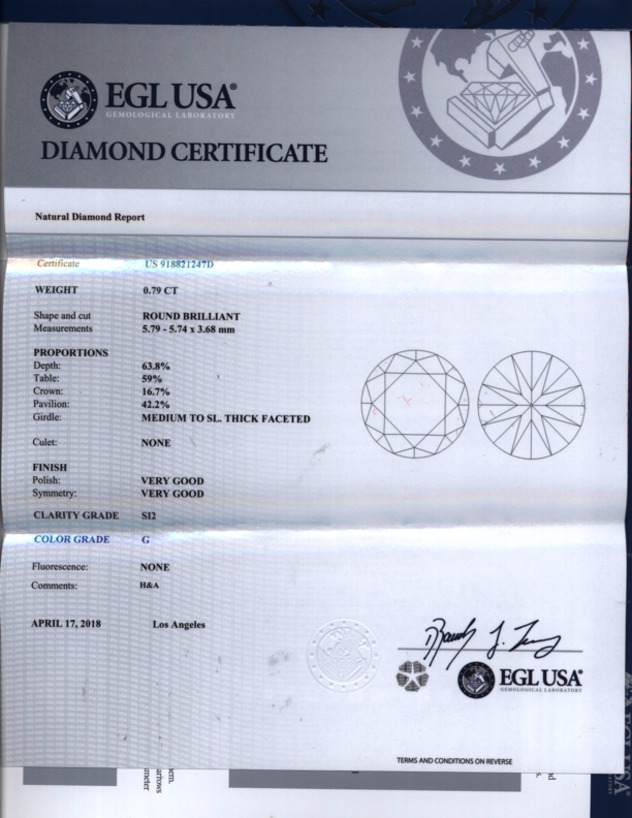 EGL USA®
GEMOLOGICAL LABORATORY
DIAMOND CERTIFICATE
Natural Diamond Report
Certificate US 918821247D
WEIGHT 0.79 CT
Shape and cut ROUND BRILLIANT
Measurements 5.79 - 5.74 x 3.68 mm
PROPORTIONS
Depth: 63.8%
Table: 59%
Crown: 16.7%
Pavilion: 42.2%
Girdle: MEDIUM TO SL. THICK FACETED
Culet: NONE
FINISH
Polish: VERY GOOD
Symmetry: VERY GOOD
CLARITY GRADE SI2
COLOR GRADE G
Fluorescence: NONE
Comments: H&A
APRIL 17, 2018 Los Angeles
EGL USA®
GEMOLOGICAL LABORATORY
TERMS AND CONDITIONS ON REVERSE